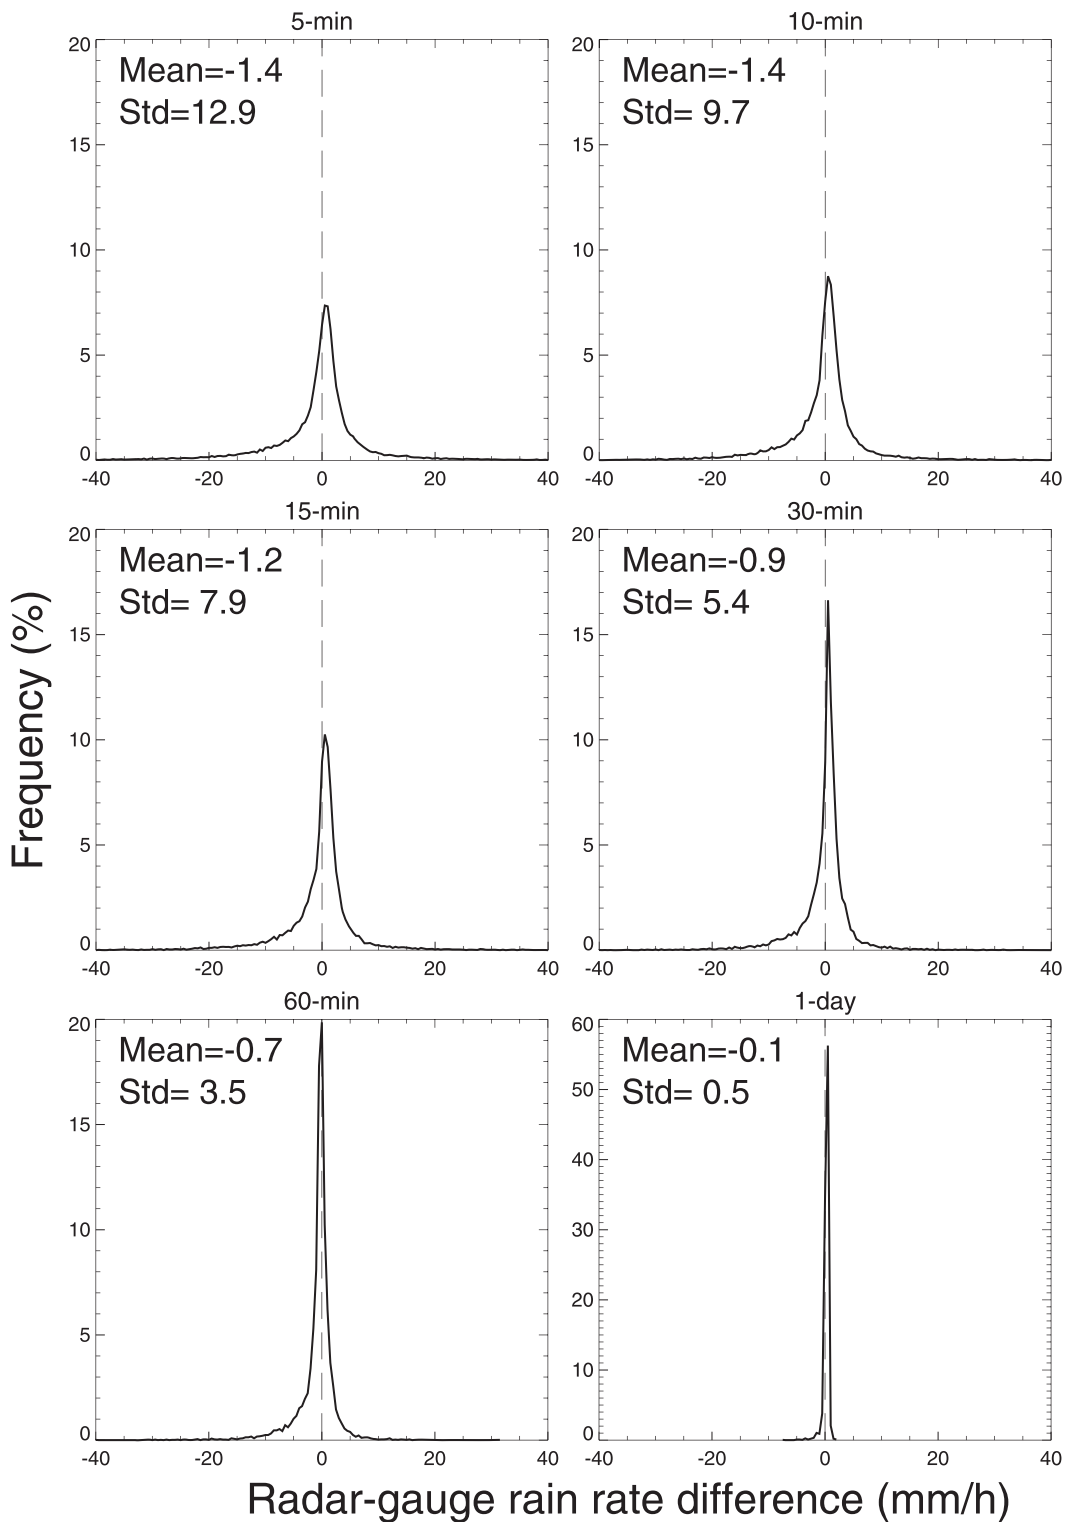 5-min
20
15
10
5
0
Mean=-1.4
Std=12.9
-40 -20 0 20 40
10-min
20
15
10
5
0
Mean=-1.4
Std= 9.7
-40 -20 0 20 40
15-min
20
15
10
5
0
Mean=-1.2
Std= 7.9
-40 -20 0 20 40
30-min
20
15
10
5
0
Mean=-0.9
Std= 5.4
-40 -20 0 20 40
60-min
20
15
10
5
0
Mean=-0.7
Std= 3.5
-40 -20 0 20 40
1-day
60
50
40
30
20
10
0
Mean=-0.1
Std= 0.5
-40 -20 0 20 40
Frequency (%)
Radar-gauge rain rate difference (mm/h)